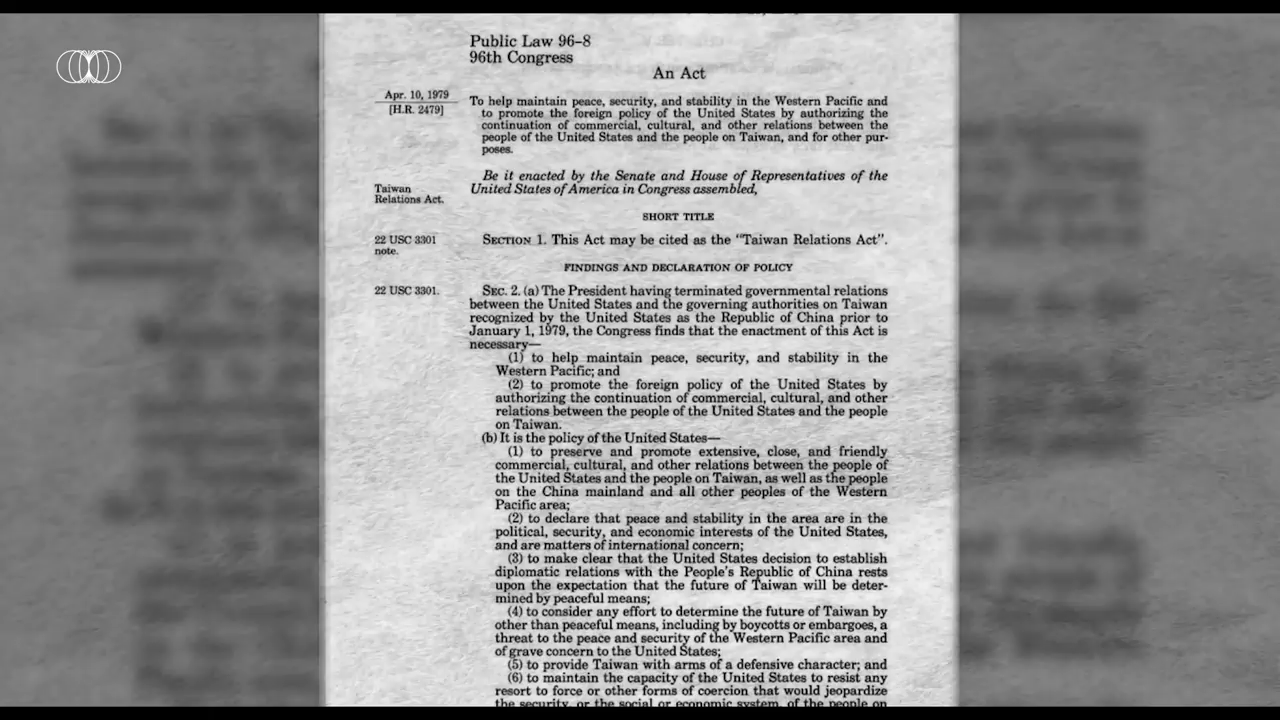 Public Law 96–8
96th Congress
An Act
Apr. 10, 1979
[H.R. 2479]
To help maintain peace, security, and stability in the Western Pacific and
to promote the foreign policy of the United States by authorizing the
continuation of commercial, cultural, and other relations between the
people of the United States and the people on Taiwan, and for other pur-
poses.
Be it enacted by the Senate and House of Representatives of the
United States of America in Congress assembled,
Taiwan
Relations Act.
SHORT TITLE
22 USC 3301
note.
SECTION 1. This Act may be cited as the “Taiwan Relations Act”.
FINDINGS AND DECLARATION OF POLICY
22 USC 3301.
SEC. 2. (a) The President having terminated governmental relations
between the United States and the governing authorities on Taiwan
recognized by the United States as the Republic of China prior to
January 1, 1979, the Congress finds that the enactment of this Act is
necessary—
(1) to help maintain peace, security, and stability in the
Western Pacific; and
(2) to promote the foreign policy of the United States by
authorizing the continuation of commercial, cultural, and other
relations between the people of the United States and the people
on Taiwan.
(b) It is the policy of the United States—
(1) to preserve and promote extensive, close, and friendly
commercial, cultural, and other relations between the people of
the United States and the people on Taiwan, as well as the people
on the China mainland and all other peoples of the Western
Pacific area;
(2) to declare that peace and stability in the area are in the
political, security, and economic interests of the United States,
and are matters of international concern;
(3) to make clear that the United States decision to establish
diplomatic relations with the People's Republic of China rests
upon the expectation that the future of Taiwan will be deter-
mined by peaceful means;
(4) to consider any effort to determine the future of Taiwan by
other than peaceful means, including by boycotts or embargoes, a
threat to the peace and security of the Western Pacific area and
of grave concern to the United States;
(5) to provide Taiwan with arms of a defensive character; and
(6) to maintain the capacity of the United States to resist any
resort to force or other forms of coercion that would jeopardize
the security, or the social or economic system, of the people on